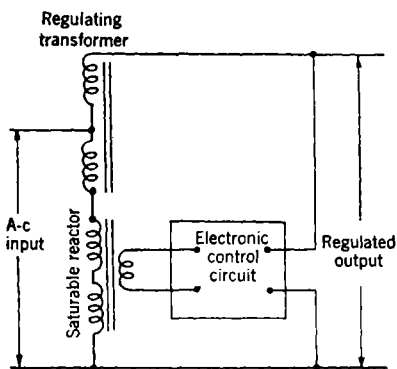 Regulating
transformer
A-c
input
Saturable reactor
Electronic
control
circuit
Regulated
output